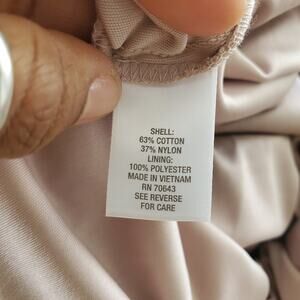 SHELL:
63% COTTON
37% NYLON
LINING:
100% POLYESTER
MADE IN VIETNAM
RN 70643
SEE REVERSE
FOR CARE